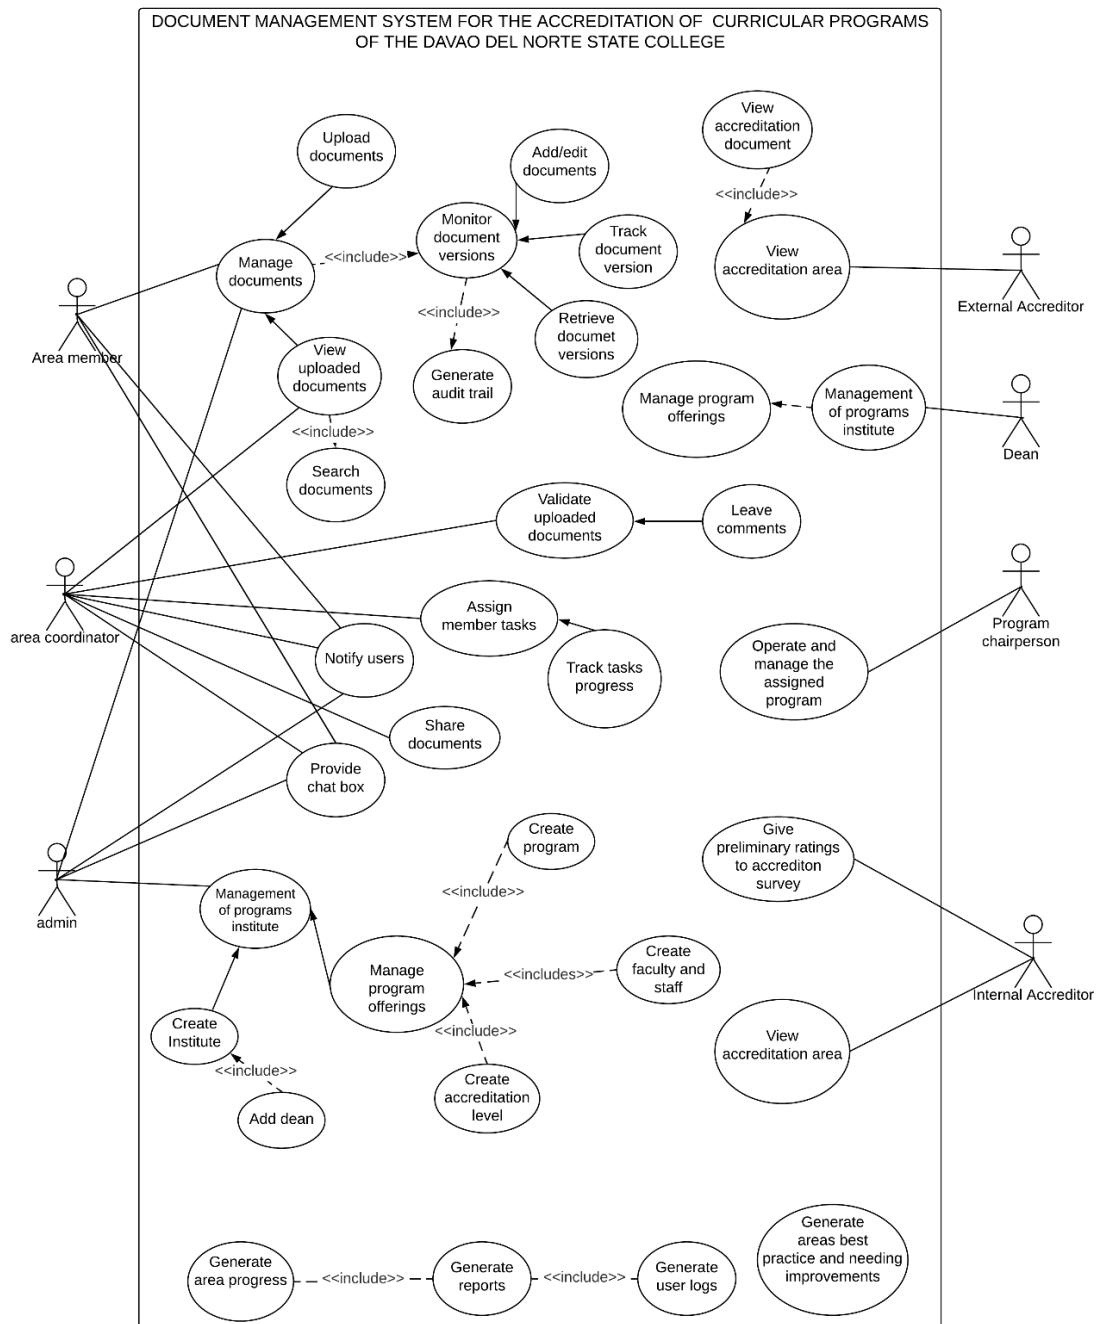 DOCUMENT MANAGEMENT SYSTEM FOR THE ACCREDITATION OF CURRICULAR PROGRAMS
OF THE DAVAO DEL NORTE STATE COLLEGE
View
accreditation
document
Upload
documents
Add/edit
documents
<<include>>
Monitor
document
versions
Track
document
version
View
accreditation area
Manage
documents
<<include>>
External Accreditor
<<include>>
Retrieve
documet
versions
Area member
View
uploaded
documents
Generate
audit trail
Manage program
offerings
Management
of programs
institute
<<include>>
Dean
Search
documents
Validate
uploaded
documents
Leave
comments
area coordinator
Assign
member tasks
Program
chairperson
Notify users
Track tasks
progress
Operate and
manage the
assigned
program
Share
documents
Provide
chat box
Create
program
Give
preliminary ratings
to accrediton
survey
<<include>>
admin
Management
of programs
institute
Manage
program
offerings
<<includes>>
Create
faculty and
staff
Internal Accreditor
Create
Institute
<<include>>
View
accreditation area
<<include>>
Create
accreditation
level
Add dean
Generate
areas best
practice and needing
improvements
Generate
area progress
<<include>>
Generate
reports
<<include>>
Generate
user logs